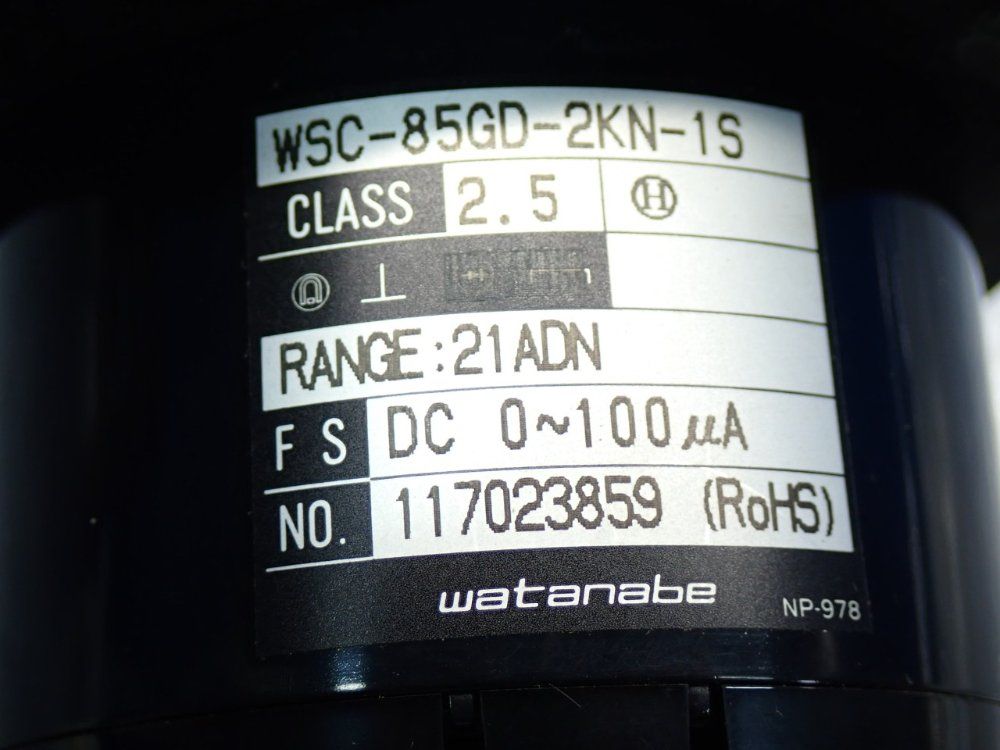 WSC-85GD-2KN-1S
CLASS 2.5 Ⓗ
⊥
RANGE:21ADN
F S DC 0~100μA
NO. 117023859 (RoHS)
watanabe NP-978